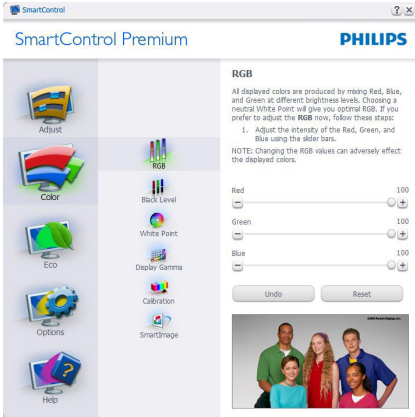 SmartControl
SmartControl Premium
PHILIPS
Adjust
Color
Eco
Options
Help
RGB
Black Level
White Point
Display Gamma
Calibration
SmartImage
RGB
All displayed colors are produced by mixing Red, Blue,
and Green at different brightness levels. Choosing a
neutral White Point will give you optimal RGB. If you
prefer to adjust the RGB now, follow these steps:
1. Adjust the intensity of the Red, Green, and
Blue using the slider bars.
NOTE: Changing the RGB values can adversely effect
the displayed colors.
Red 100
Green 100
Blue 100
Undo Reset